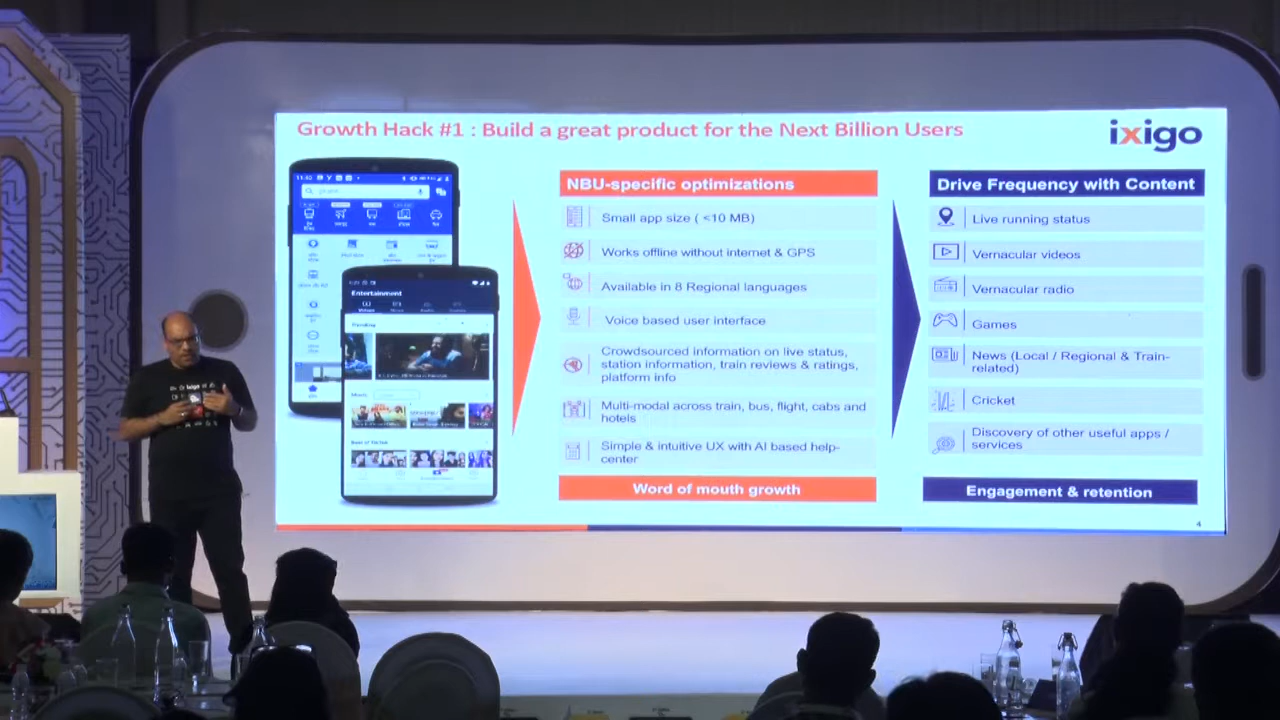 Growth Hack #1 : Build a great product for the Next Billion Users
ixigo
Entertainment
Trending
NBU-specific optimizations
Small app size ( <10 MB)
Works offline without internet & GPS
Available in 8 Regional languages
Voice based user interface
Crowdsourced information on live status,
station information, train reviews & ratings,
platform info
Multi-modal across train, bus, flight, cabs and
hotels
Simple & intuitive UX with AI based help-
center
Word of mouth growth
Drive Frequency with Content
Live running status
Vernacular videos
Vernacular radio
Games
News (Local / Regional & Train-
related)
Cricket
Discovery of other useful apps /
services
Engagement & retention
4